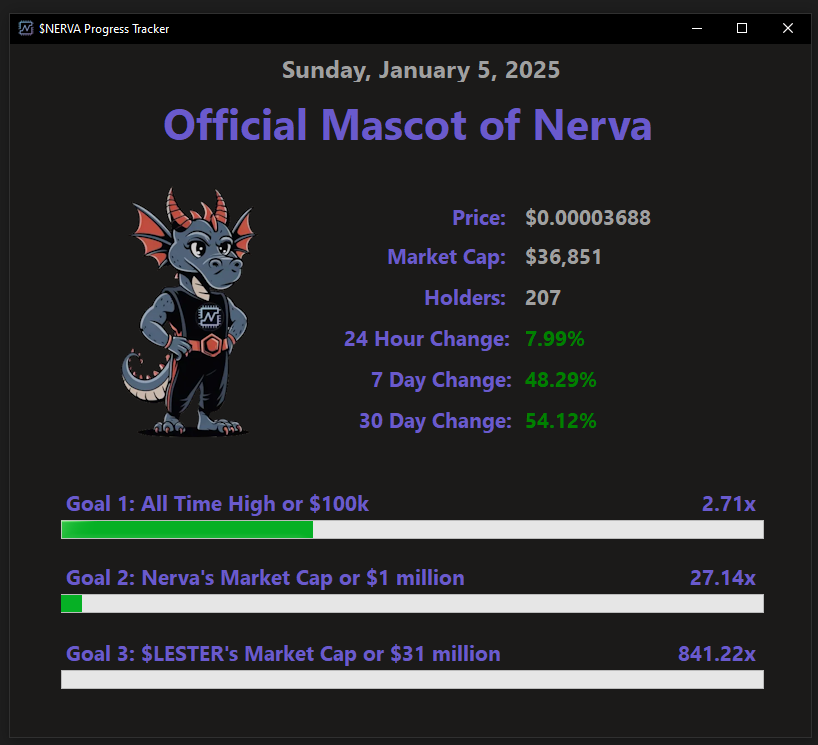 $NERVA Progress Tracker
Sunday, January 5, 2025
Official Mascot of Nerva
Price: $0.00003688
Market Cap: $36,851
Holders: 207
24 Hour Change: 7.99%
7 Day Change: 48.29%
30 Day Change: 54.12%
Goal 1: All Time High or $100k 2.71x
Goal 2: Nerva's Market Cap or $1 million 27.14x
Goal 3: $LESTER's Market Cap or $31 million 841.22x